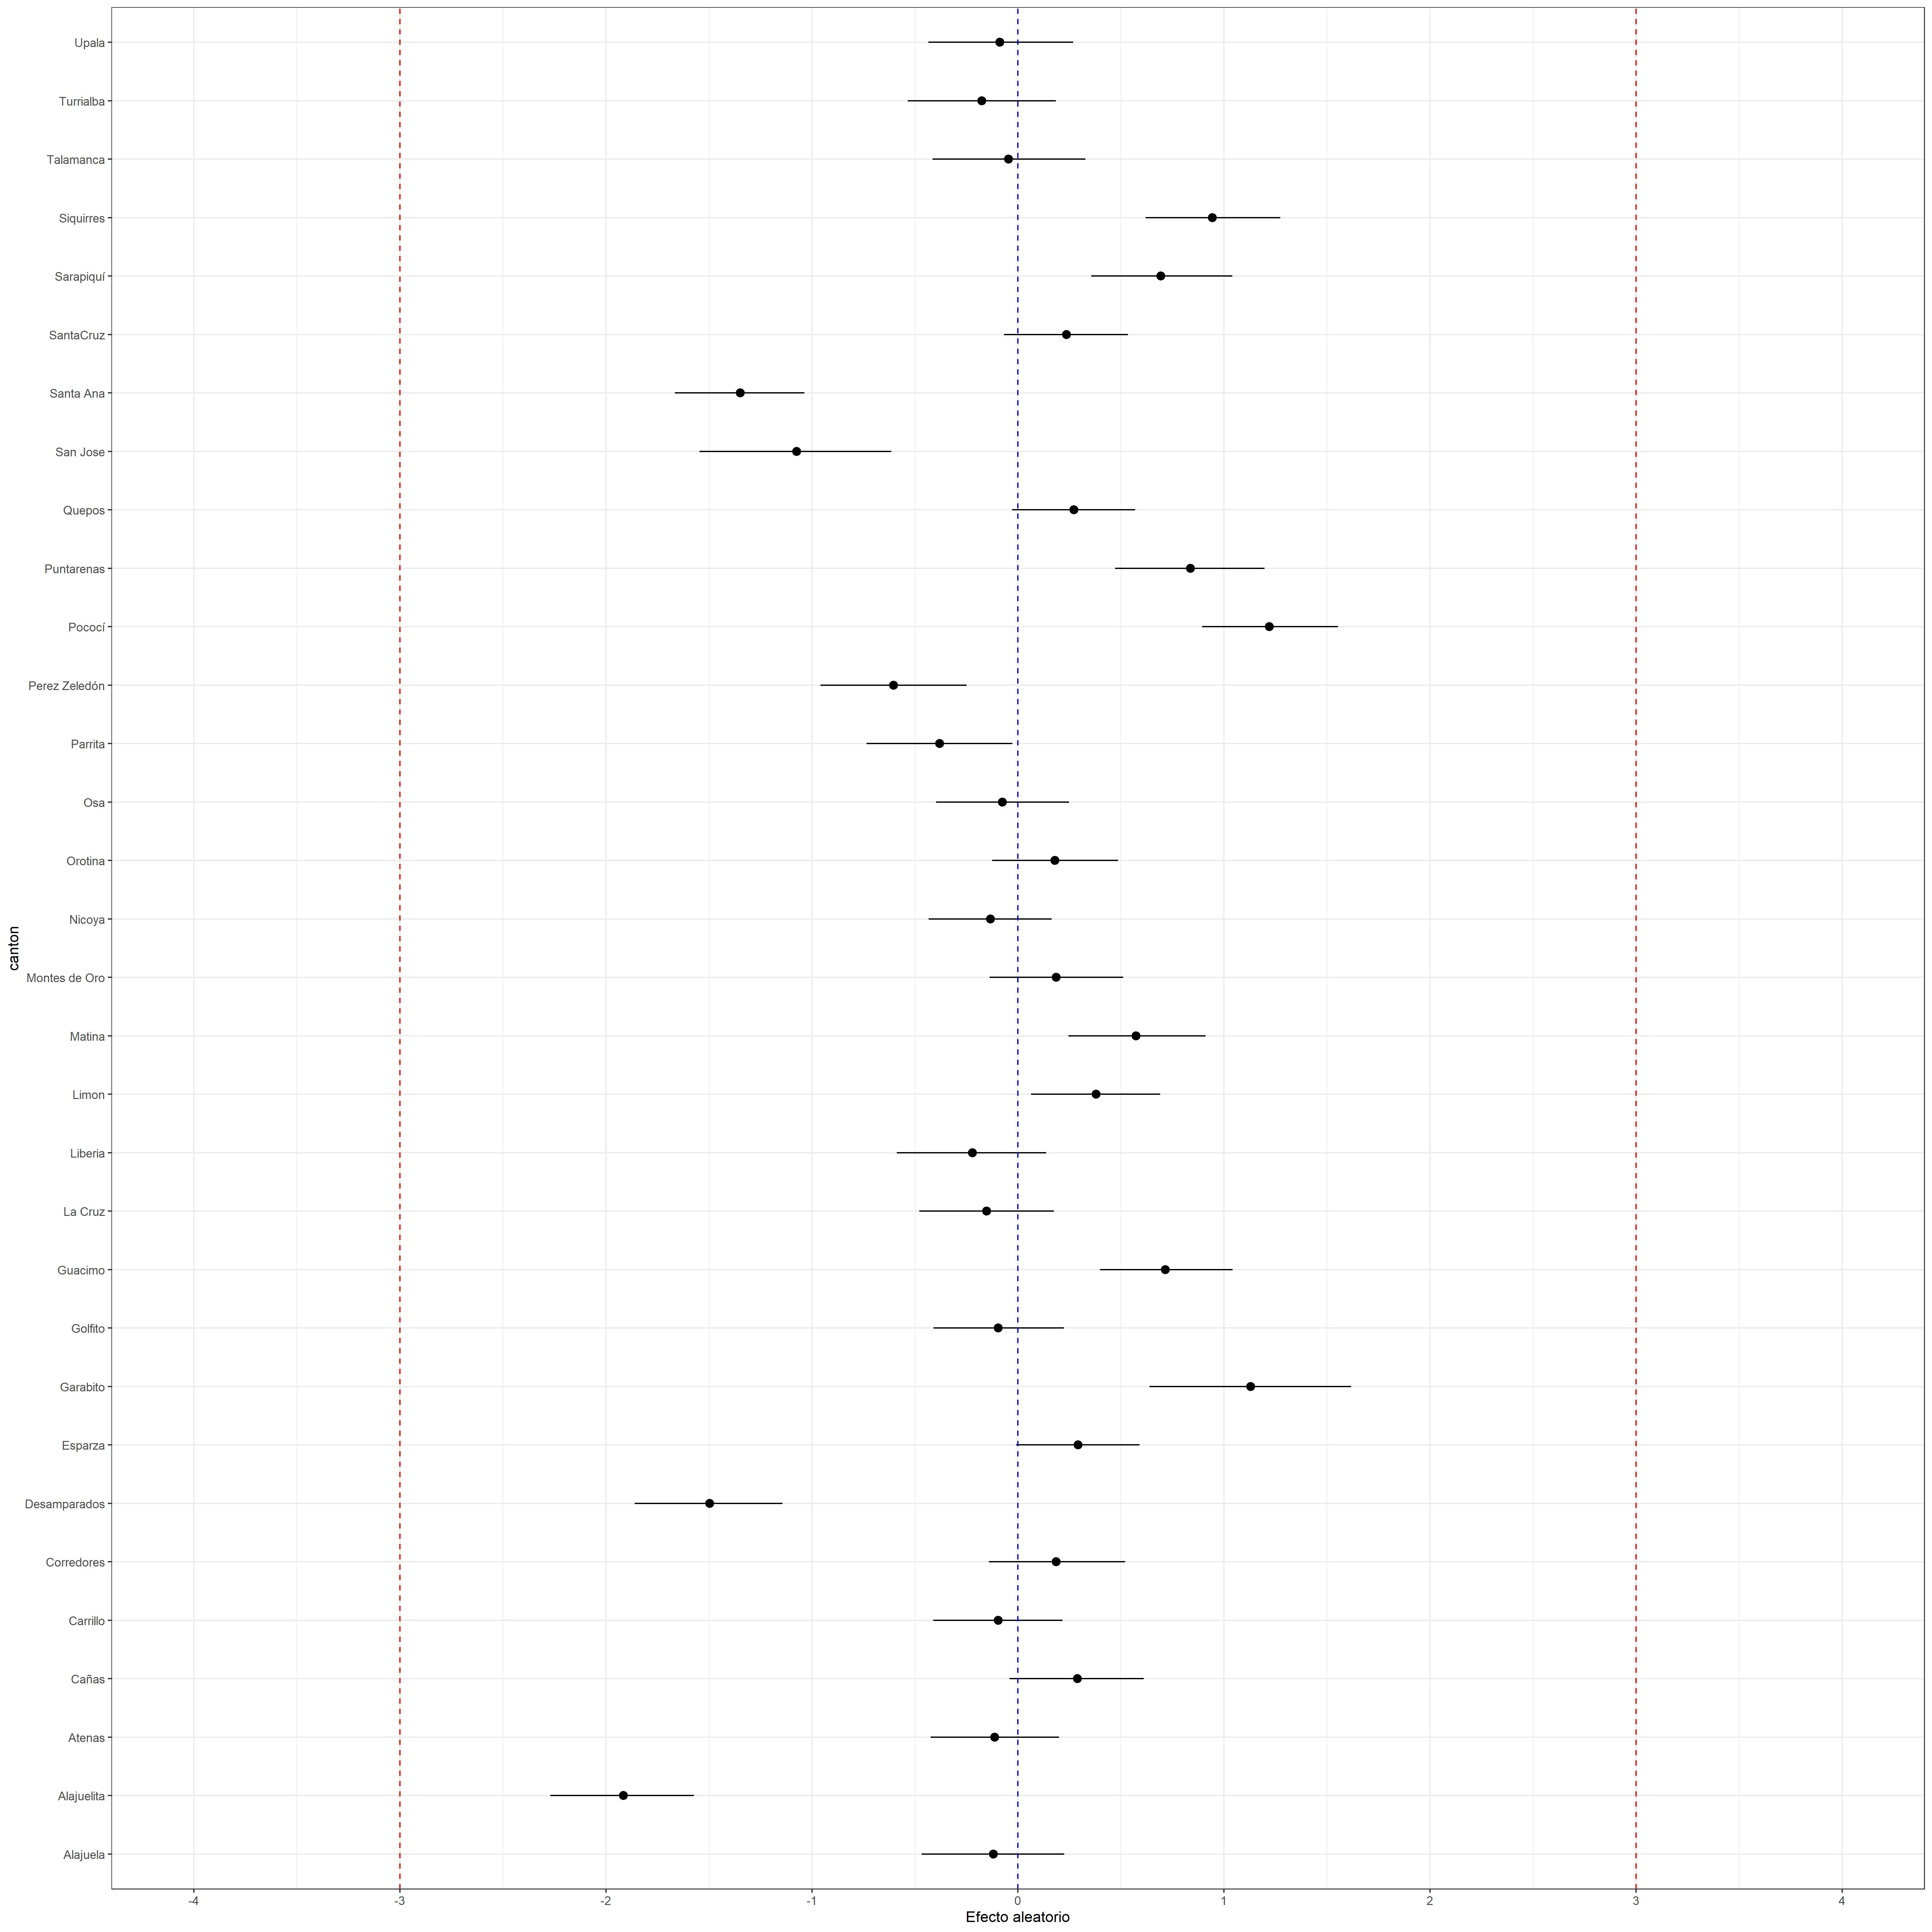 Upala
Turrialba
Talamanca
Siquirres
Sarapiquí
SantaCruz
Santa Ana
San Jose
Quepos
Puntarenas
Pococí
Perez Zeledón
Parrita
Osa
Orotina
Nicoya
Montes de Oro
Matina
Limon
Liberia
La Cruz
Guacimo
Golfito
Garabito
Esparza
Desamparados
Corredores
Carrillo
Cañas
Atenas
Alajuelita
Alajuela
canton
-4 -3 -2 -1 0 1 2 3 4
Efecto aleatorio